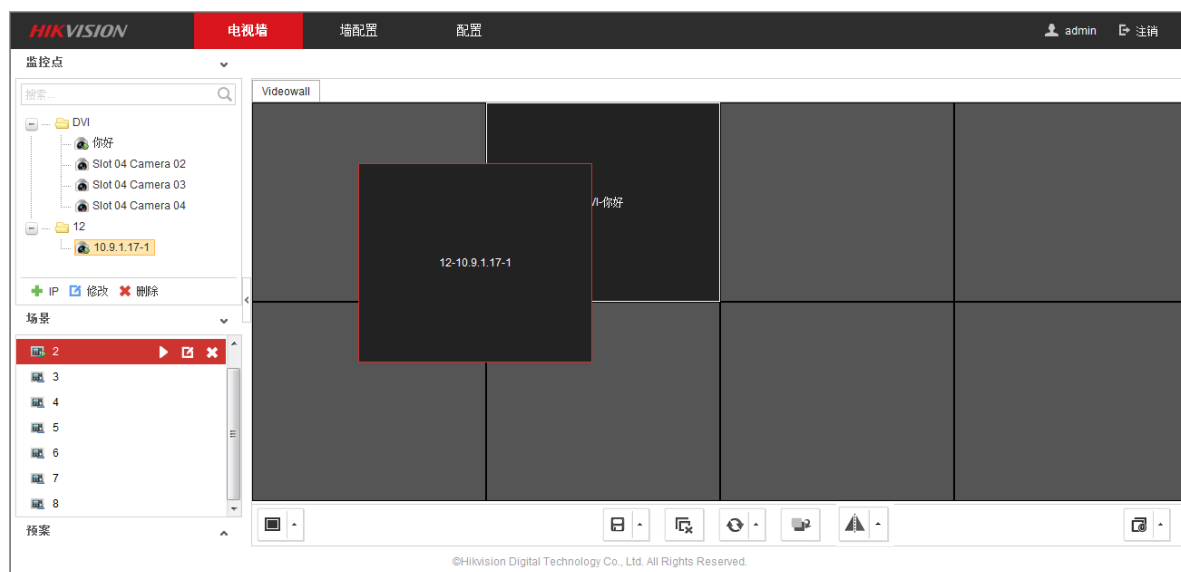 HIKVISION 电视墙 墙配置 配置 admin 注销
监控点
搜索...
Videowall
DVI
你好
Slot 04 Camera 02
Slot 04 Camera 03
Slot 04 Camera 04
12
10.9.1.17-1
IP 修改 删除
VI-你好
12-10.9.1.17-1
场景
2
3
4
5
6
7
8
预案
©Hikvision Digital Technology Co., Ltd. All Rights Reserved.